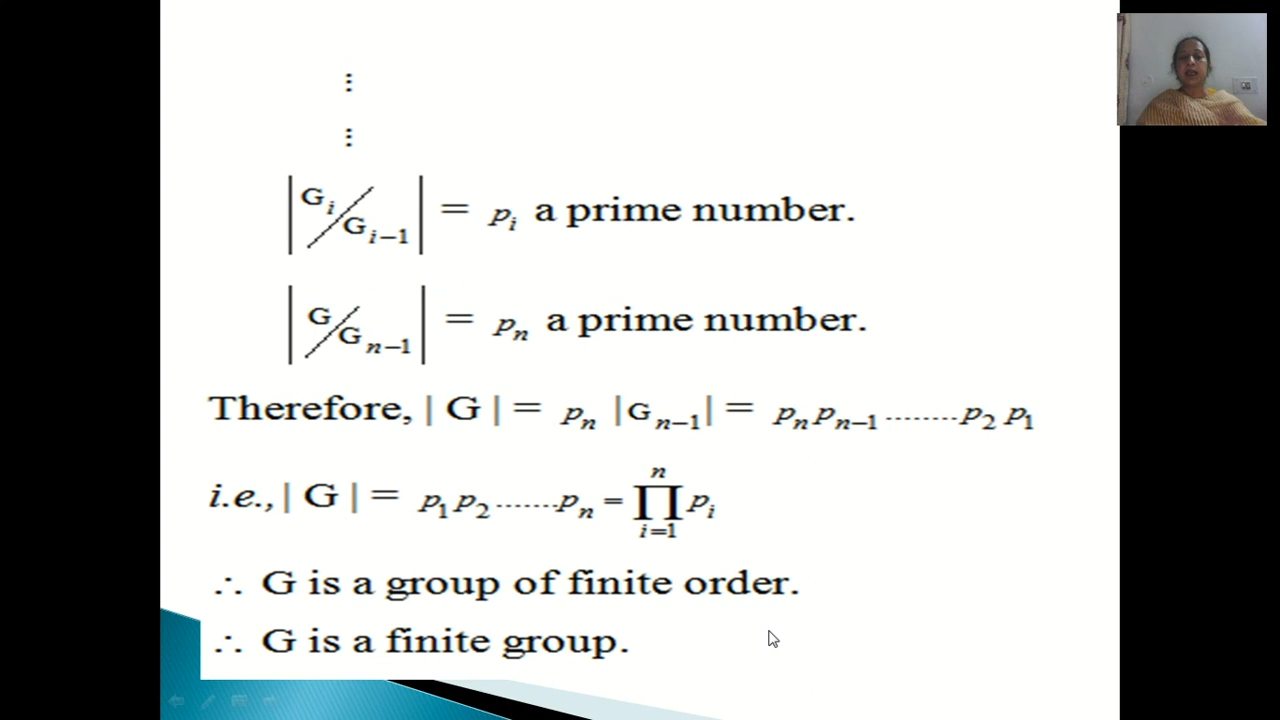 ⋮
⋮
| G_i / G_{i–1} | = p_i a prime number.
| G / G_{n–1} | = p_n a prime number.
Therefore, | G | = p_n |G_{n–1}| = p_n p_{n–1} ........ p_2 p_1
i.e., | G | = p_1 p_2 ....... p_n = ∏_{i=1}^{n} p_i
∴ G is a group of finite order.
∴ G is a finite group.